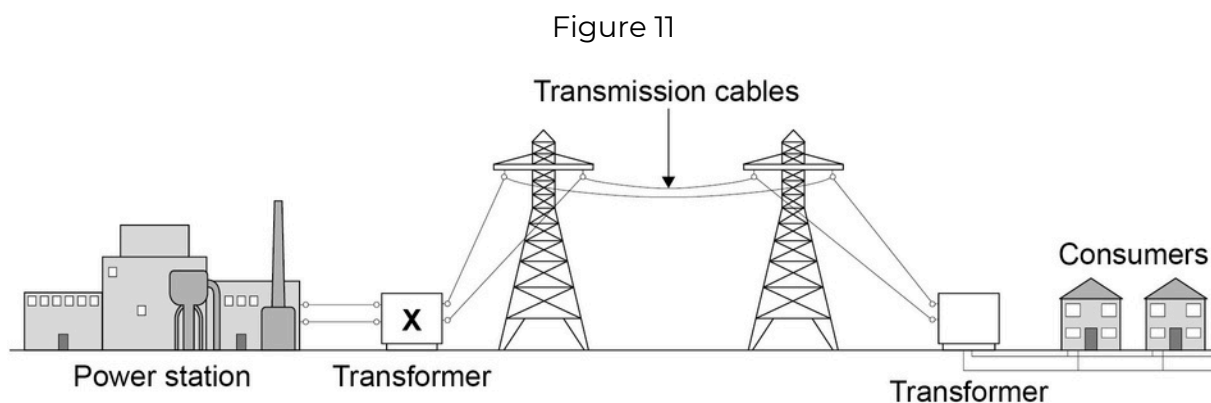 Figure 11
Transmission cables
Consumers
X
Power station
Transformer
Transformer